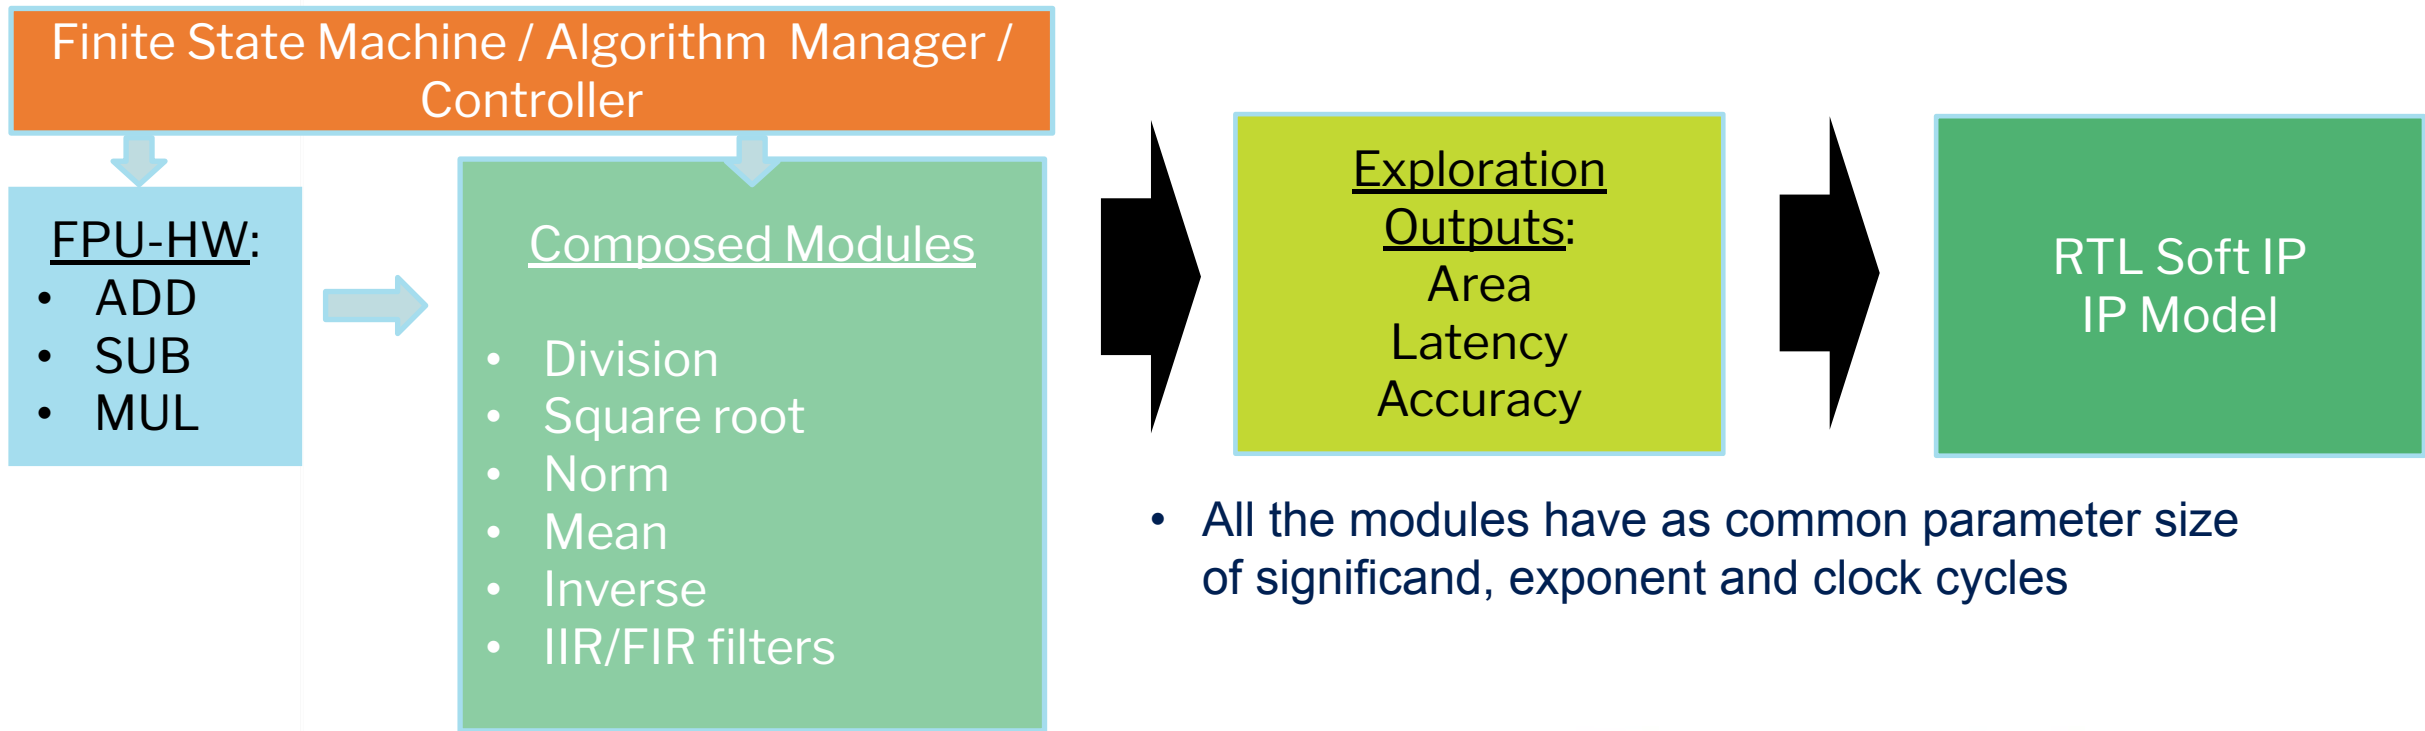 Finite State Machine / Algorithm Manager /
Controller
FPU-HW:
• ADD
• SUB
• MUL
Composed Modules
• Division
• Square root
• Norm
• Mean
• Inverse
• IIR/FIR filters
Exploration
Outputs:
Area
Latency
Accuracy
RTL Soft IP
IP Model
• All the modules have as common parameter size
of significand, exponent and clock cycles